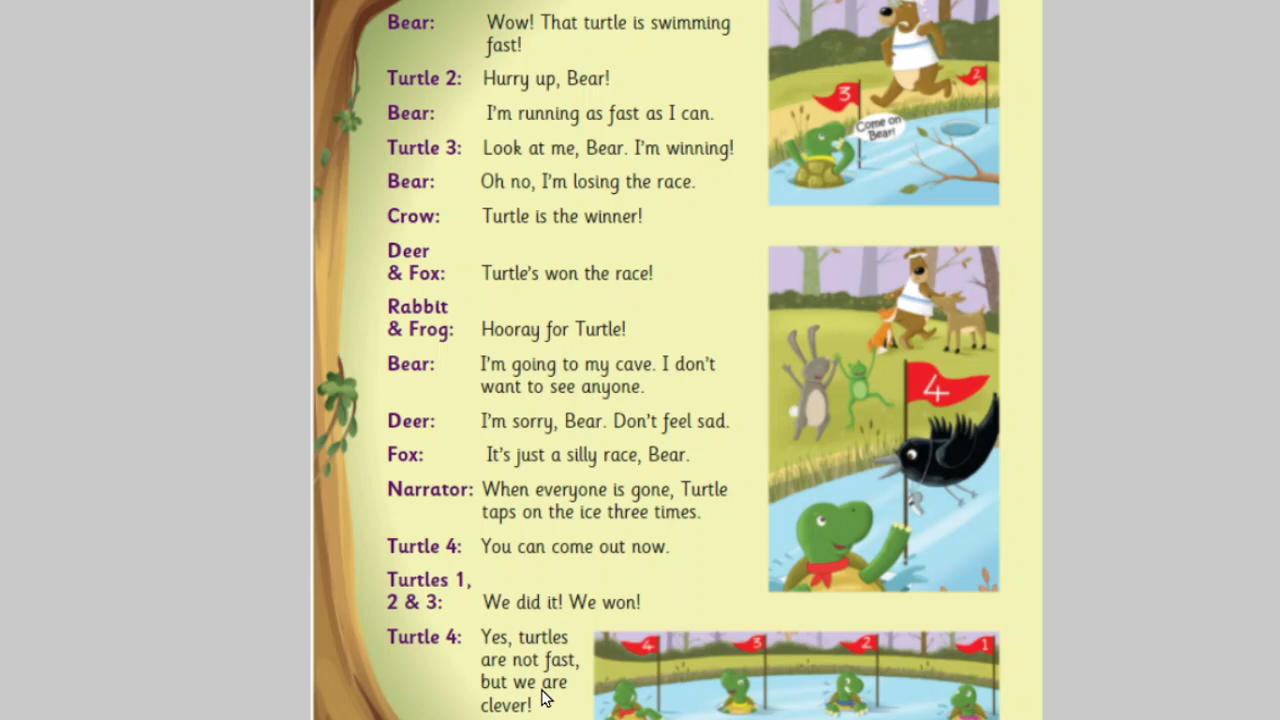 Bear: Wow! That turtle is swimming
fast!
Turtle 2: Hurry up, Bear!
Bear: I'm running as fast as I can.
Turtle 3: Look at me, Bear. I'm winning!
Bear: Oh no, I'm losing the race.
Crow: Turtle is the winner!
Deer
& Fox: Turtle's won the race!
Rabbit
& Frog: Hooray for Turtle!
Bear: I'm going to my cave. I don't
want to see anyone.
Deer: I'm sorry, Bear. Don't feel sad.
Fox: It's just a silly race, Bear.
Narrator: When everyone is gone, Turtle
taps on the ice three times.
Turtle 4: You can come out now.
Turtles 1,
2 & 3: We did it! We won!
Turtle 4: Yes, turtles
are not fast,
but we are
clever!
2
3
Come on
Bear!
4
4 3 2 1